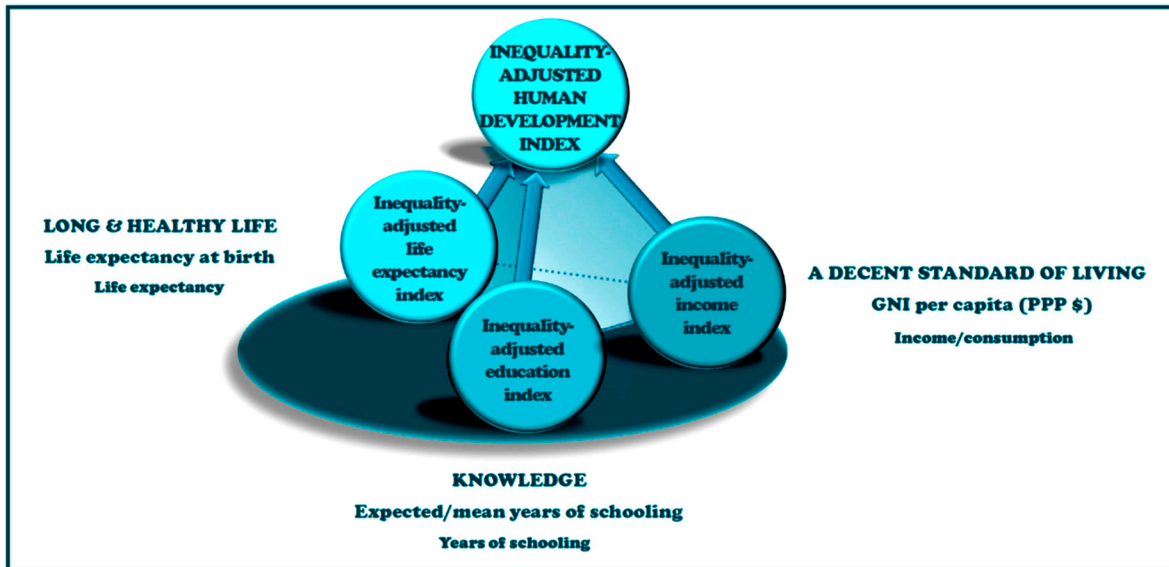 INEQUALITY-
ADJUSTED
HUMAN
DEVELOPMENT
INDEX
Inequality-
adjusted
life
expectancy
index
LONG & HEALTHY LIFE
Life expectancy at birth
Life expectancy
Inequality-
adjusted
income
index
A DECENT STANDARD OF LIVING
GNI per capita (PPP $)
Income/consumption
Inequality-
adjusted
education
index
KNOWLEDGE
Expected/mean years of schooling
Years of schooling